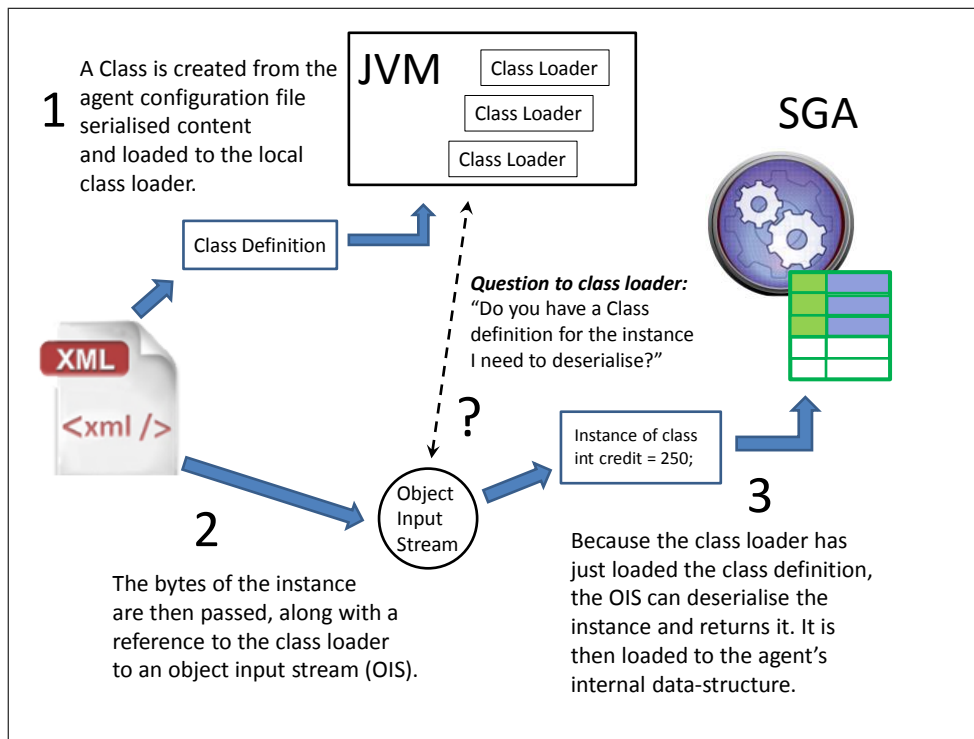 1
A Class is created from the
agent configuration file
serialised content
and loaded to the local
class loader.
JVM
Class Loader
Class Loader
Class Loader
SGA
Class Definition
Question to class loader:
“Do you have a Class
definition for the instance
I need to deserialise?”
XML
<xml />
?
Instance of class
int credit = 250;
Object
Input
Stream
2
The bytes of the instance
are then passed, along with a
reference to the class loader
to an object input stream (OIS).
3
Because the class loader has
just loaded the class definition,
the OIS can deserialise the
instance and returns it. It is
then loaded to the agent’s
internal data-structure.